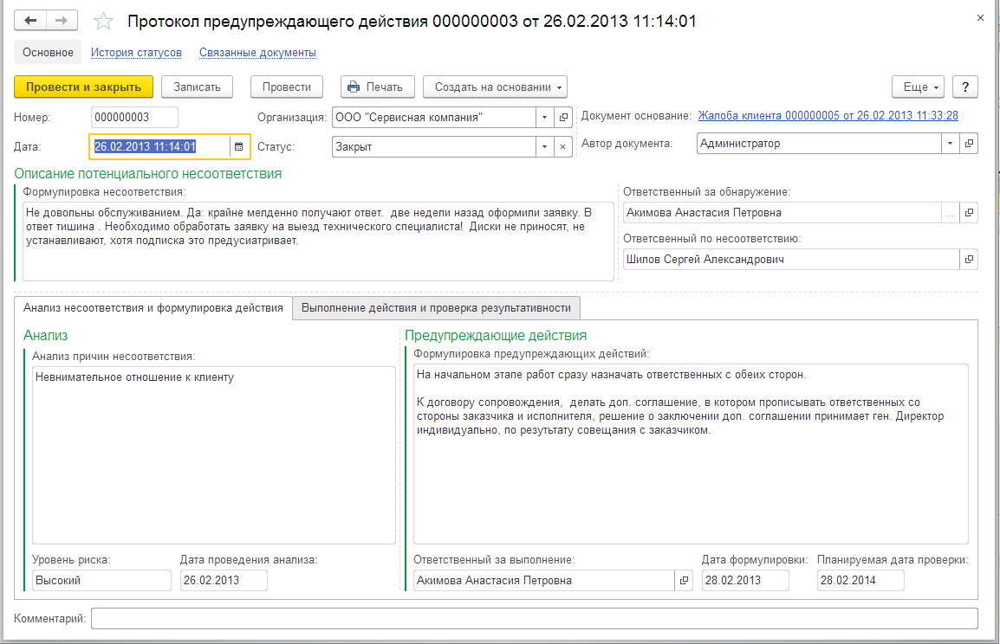 Протокол предупреждающего действия 000000003 от 26.02.2013 11:14:01
Основное История статусов Связанные документы
Провести и закрыть Записать Провести Печать Создать на основании Еще ?
Номер: 000000003 Организация: ООО "Сервисная компания" Документ основание: Жалоба клиента 000000005 от 26.02.2013 11:33:28
Дата: 26.02.2013 11:14:01 Статус: Закрыт Автор документа: Администратор
Описание потенциального несоответствия
Формулировка несоответствия:
Не довольны обслуживанием. Да: крайне мелденно получают ответ. две недели назад оформили заявку. В
ответ тишина . Необходимо обработать заявку на выезд технического специалиста! Диски не приносят, не
устанавливают, хотя подписка это предусиатривает.
Ответственный за обнаружение:
Акимова Анастасия Петровна
Ответсвенный по несоответствию:
Шилов Сергей Александрович
Анализ несоответствия и формулировка действия Выполнение действия и проверка результативности
Анализ
Анализ причин несоответствия:
Невнимательное отношение к клиенту
Уровень риска: Дата проведения анализа:
Высокий 26.02.2013
Предупреждающие действия
Формулировка предупреждающих действий:
На начальном этапе работ сразу назначать ответственных с обеих сторон.
К договору сопровождения, делать доп. соглашение, в котором прописывать ответственных со
стороны заказчика и исполнителя, решение о заключении доп. соглашении принимает ген. Директор
индивидуально, по резутьтату совещания с заказчиком.
Ответственный за выполнение: Дата формулировки: Планируемая дата проверки:
Акимова Анастасия Петровна 28.02.2013 28.02.2014
Комментарий: